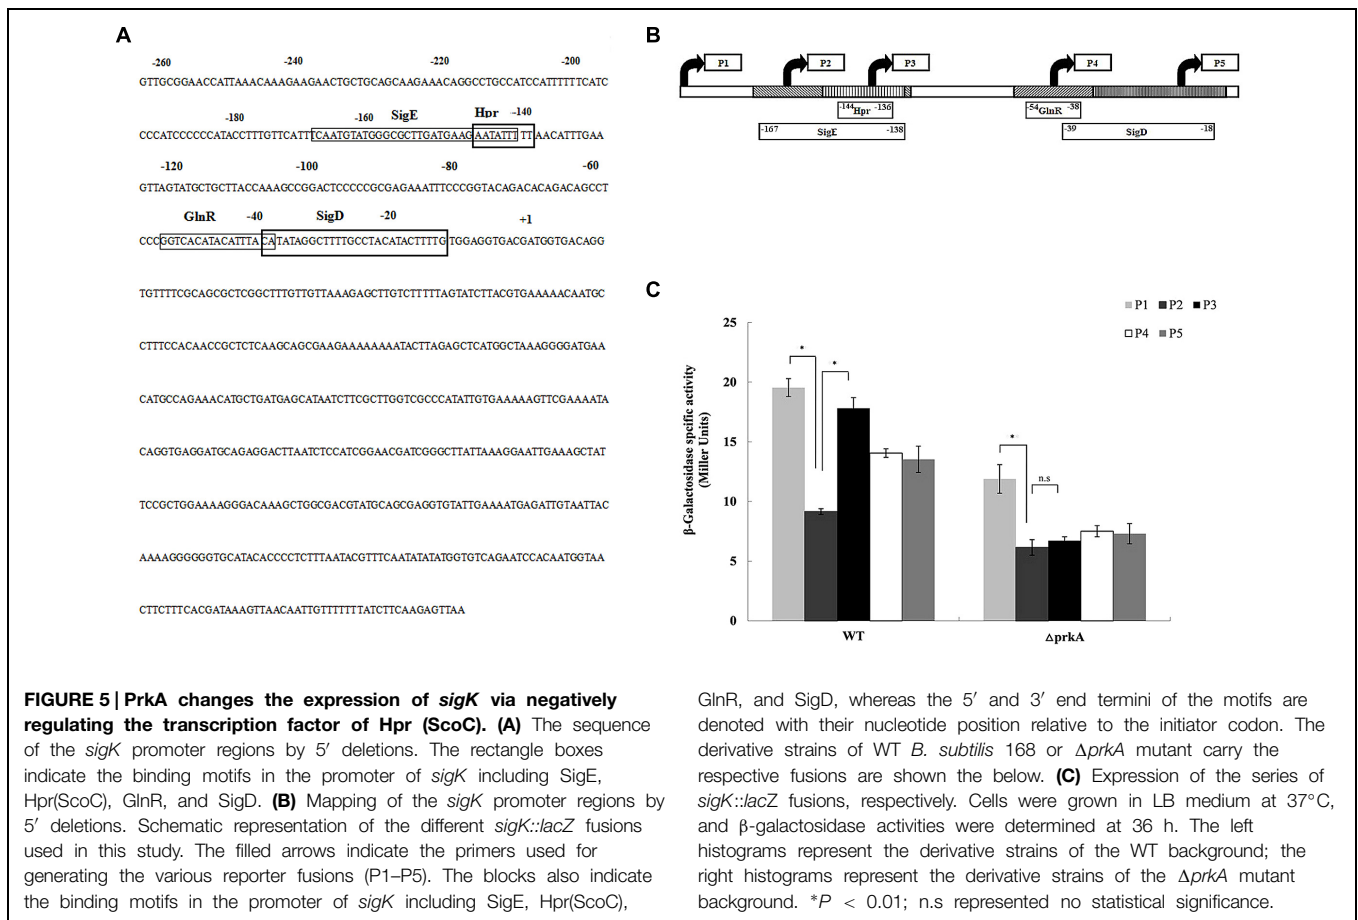 A
-260 -240 -220 -200
GTTGCGGAACCATTAAACAAAGAAGAACTGCTGCAGCAAGAAACAGGCCTGCCATCCATTTTTTCATC
-180 -160 SigE Hpr -140
CCCATCCCCCCATACCTTTGTTCATTTTCAATGTATGGGCGCTTGATGAAGAATATTTTTAACATTTGAA
-120 -100 -80 -60
GTTAGTATGCTGCTTACCAAAGCCGGACTCCCCCGCGAGAAATTTCCCGGTACAGACACAGACAGCCT
GlnR -40 SigD -20 +1
CCCGGTCACATACATTTACATATAGGCTTTTGCCTACATACTTTTGTGGAGGTGACGATGGTGACAGG
TGTTTTCGCAGCGCTCGGCTTTGTTGTTAAAGAGCTTGTCTTTTTAGTATCTTACGTGAAAAACAATGC
CTTTCCACAACCGCTCTCAAGCAGCGAAGAAAAAAAATACTTAGAGCTCATGGCTAAAGGGGATGAA
CATGCCAGAAACATGCTGATGAGCATAATCTTCGCTTGGTCGCCCATATTGTGAAAAAGTTCGAAAATA
CAGGTGAGGATGCAGAGGACTTAATCTCCATCGGAACGATCGGGCTTATTAAAGGAATTGAAAGCTAT
TCCGCTGGAAAAGGGACAAAGCTGGCGACGTATGCAGCGAGGTGTATTGAAAATGAGATTGTAATTAC
AAAAGGGGGGTGCATACACCCCTCTTTAATACGTTTCAATATATATGGTGTCAGAATCCACAATGGTAA
CTTCTTTCACGATAAAGTTAACAATTGTTTTTTTATCTTCAAGAGTTAA
B
P1 P2 P3 P4 P5
-144 Hpr -136 -54 GlnR -38
-167 SigE -138 -39 SigD -18
C
P1 P2 P3
P4 P5
β-Galactosidase spcific activity
(Miller Units)
25
20
15
10
5
0
* * * n.s
WT ΔprkA
FIGURE 5 | PrkA changes the expression of sigK via negatively
regulating the transcription factor of Hpr (ScoC). (A) The sequence
of the sigK promoter regions by 5′ deletions. The rectangle boxes
indicate the binding motifs in the promoter of sigK including SigE,
Hpr(ScoC), GlnR, and SigD. (B) Mapping of the sigK promoter regions by
5′ deletions. Schematic representation of the different sigK::lacZ fusions
used in this study. The filled arrows indicate the primers used for
generating the various reporter fusions (P1–P5). The blocks also indicate
the binding motifs in the promoter of sigK including SigE, Hpr(ScoC),
GlnR, and SigD, whereas the 5′ and 3′ end termini of the motifs are
denoted with their nucleotide position relative to the initiator codon. The
derivative strains of WT B. subtilis 168 or ΔprkA mutant carry the
respective fusions are shown the below. (C) Expression of the series of
sigK::lacZ fusions, respectively. Cells were grown in LB medium at 37°C,
and β-galactosidase activities were determined at 36 h. The left
histograms represent the derivative strains of the WT background; the
right histograms represent the derivative strains of the ΔprkA mutant
background. *P < 0.01; n.s represented no statistical significance.